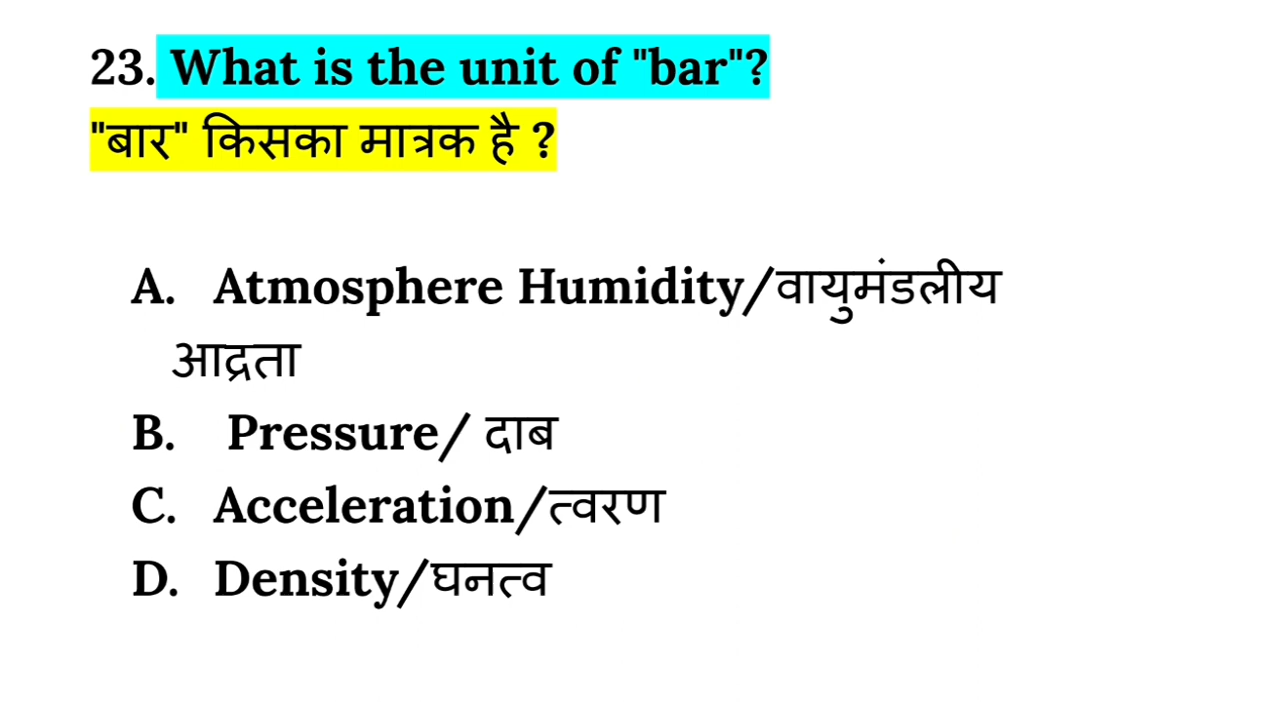 23. What is the unit of "bar"?
"बार" किसका मात्रक है ?
A. Atmosphere Humidity/वायुमंडलीय
आद्रता
B. Pressure/ दाब
C. Acceleration/त्वरण
D. Density/घनत्व